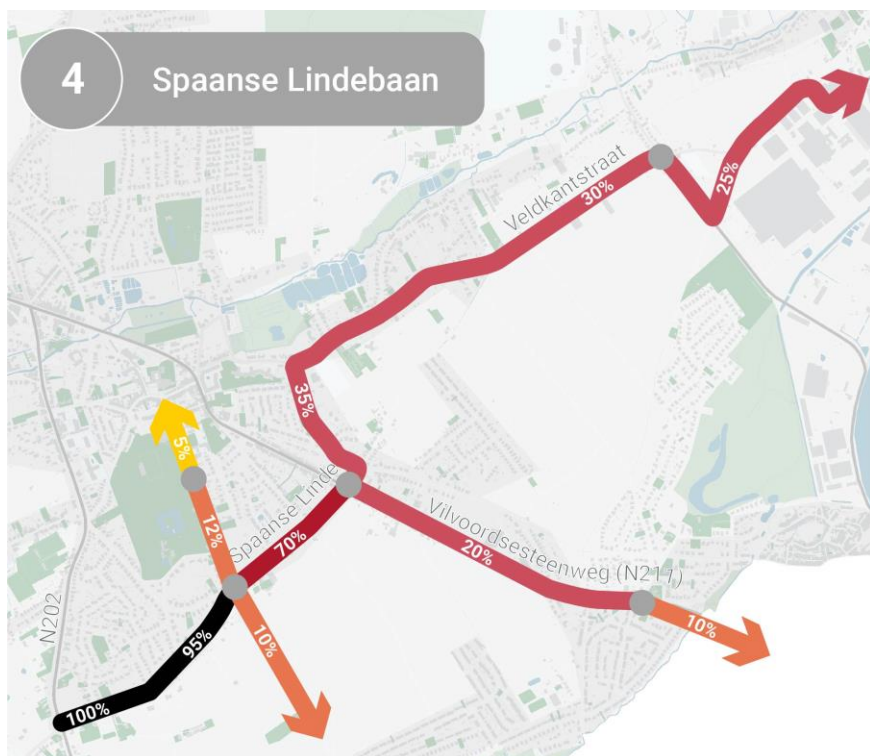 4
Spaanse Lindebaan
Veldkantstraat
30%
25%
35%
5%
12%
Spaanse Linde
70%
Vilvoordsesteenweg (N211)
20%
N202
95%
10%
10%
100%